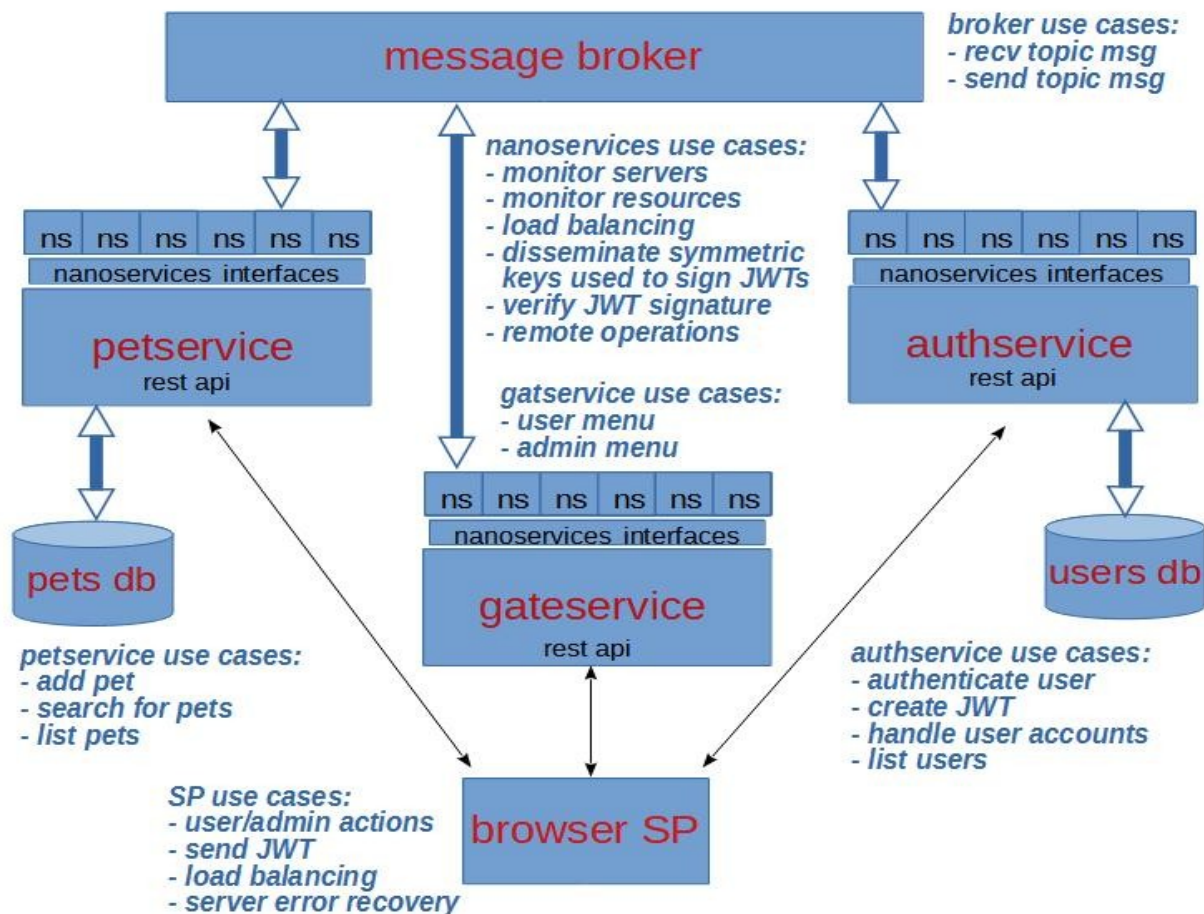 message broker
broker use cases:
- recv topic msg
- send topic msg
nanoservices use cases:
- monitor servers
- monitor resources
- load balancing
- disseminate symmetric
keys used to sign JWTs
- verify JWT signature
- remote operations
ns ns ns ns ns ns
nanoservices interfaces
petservice
rest api
ns ns ns ns ns ns
nanoservices interfaces
authservice
rest api
gatservice use cases:
- user menu
- admin menu
ns ns ns ns ns ns
nanoservices interfaces
gateservice
rest api
pets db
users db
petservice use cases:
- add pet
- search for pets
- list pets
authservice use cases:
- authenticate user
- create JWT
- handle user accounts
- list users
SP use cases:
- user/admin actions
- send JWT
- load balancing
- server error recovery
browser SP